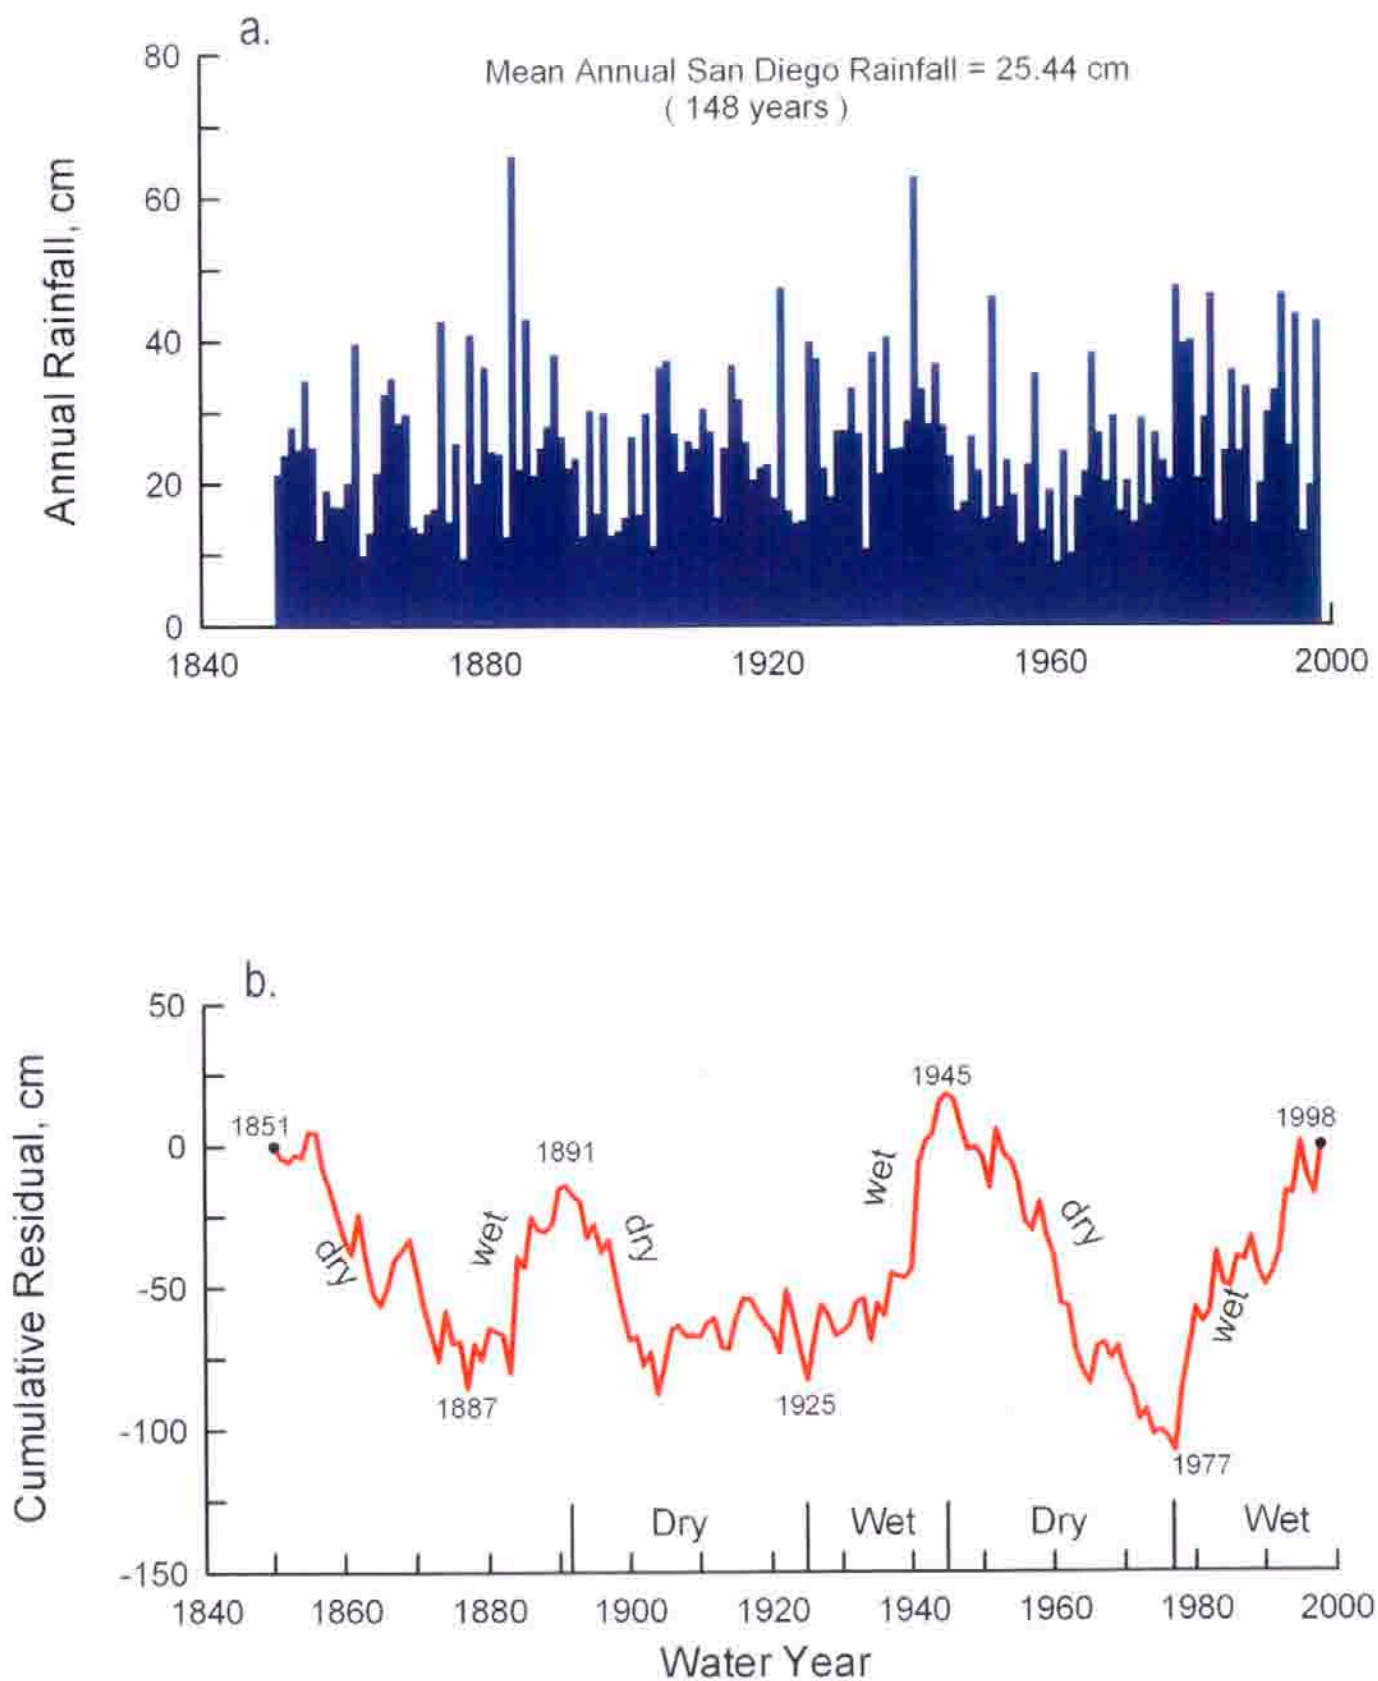 a.
Mean Annual San Diego Rainfall = 25.44 cm
( 148 years )
Annual Rainfall, cm
80
60
40
20
0
1840 1880 1920 1960 2000
b.
Cumulative Residual, cm
50
0
-50
-100
-150
1851
dry
1887
wet
1891
dry
1925
wet
1945
dry
1977
wet
1998
Dry Wet Dry Wet
1840 1860 1880 1900 1920 1940 1960 1980 2000
Water Year